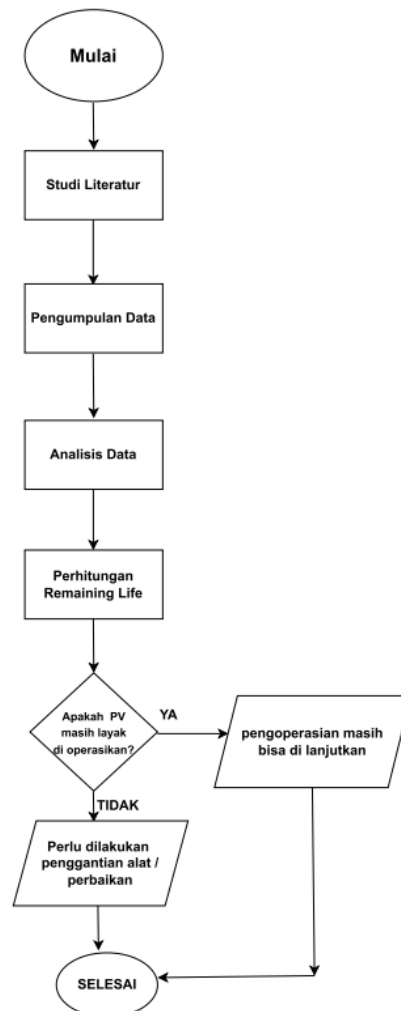 Mulai
Studi Literatur
Pengumpulan Data
Analisis Data
Perhitungan
Remaining Life
Apakah PV
masih layak
di operasikan?
YA
pengoperasian masih
bisa di lanjutkan
TIDAK
Perlu dilakukan
penggantian alat /
perbaikan
SELESAI